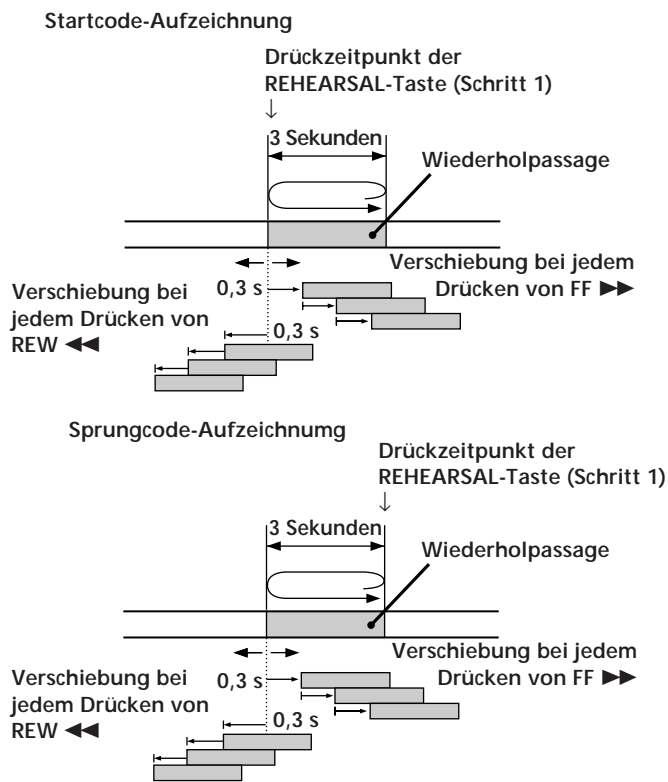 Startcode-Aufzeichnung
Drückzeitpunkt der
REHEARSAL-Taste (Schritt 1)
↓
3 Sekunden
Wiederholpassage
Verschiebung bei jedem
Drücken von FF ►►
0,3 s
Verschiebung bei
jedem Drücken von
REW ◄◄
0,3 s
Sprungcode-Aufzeichnumg
Drückzeitpunkt der
REHEARSAL-Taste (Schritt 1)
↓
3 Sekunden
Wiederholpassage
Verschiebung bei jedem
Drücken von FF ►►
0,3 s
Verschiebung bei
jedem Drücken von
REW ◄◄
0,3 s